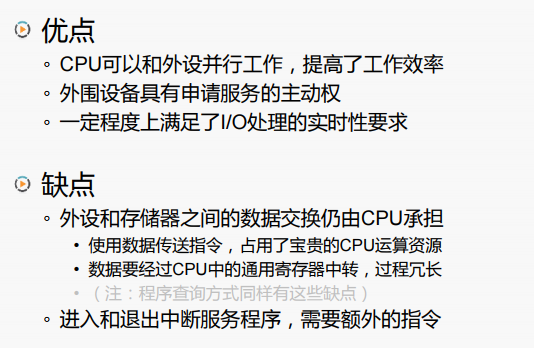 优点
CPU可以和外设并行工作，提高了工作效率
外围设备具有申请服务的主动权
一定程度上满足了I/O处理的实时性要求
缺点
外设和存储器之间的数据交换仍由CPU承担
使用数据传送指令，占用了宝贵的CPU运算资源
数据要经过CPU中的通用寄存器中转，过程冗长
（注：程序查询方式同样有这些缺点）
进入和退出中断服务程序，需要额外的指令